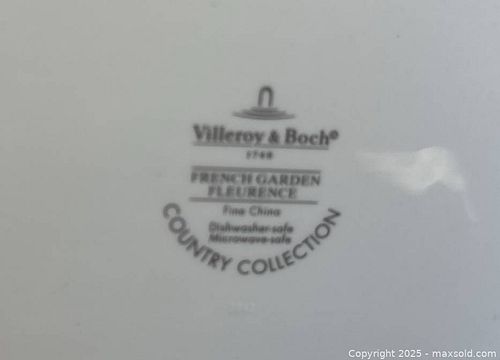 Villeroy & Boch®
1748
FRENCH GARDEN
FLEURENCE
Fine China
Dishwasher-safe
Microwave-safe
COUNTRY COLLECTION
Copyright © 2025 - maxsold.com